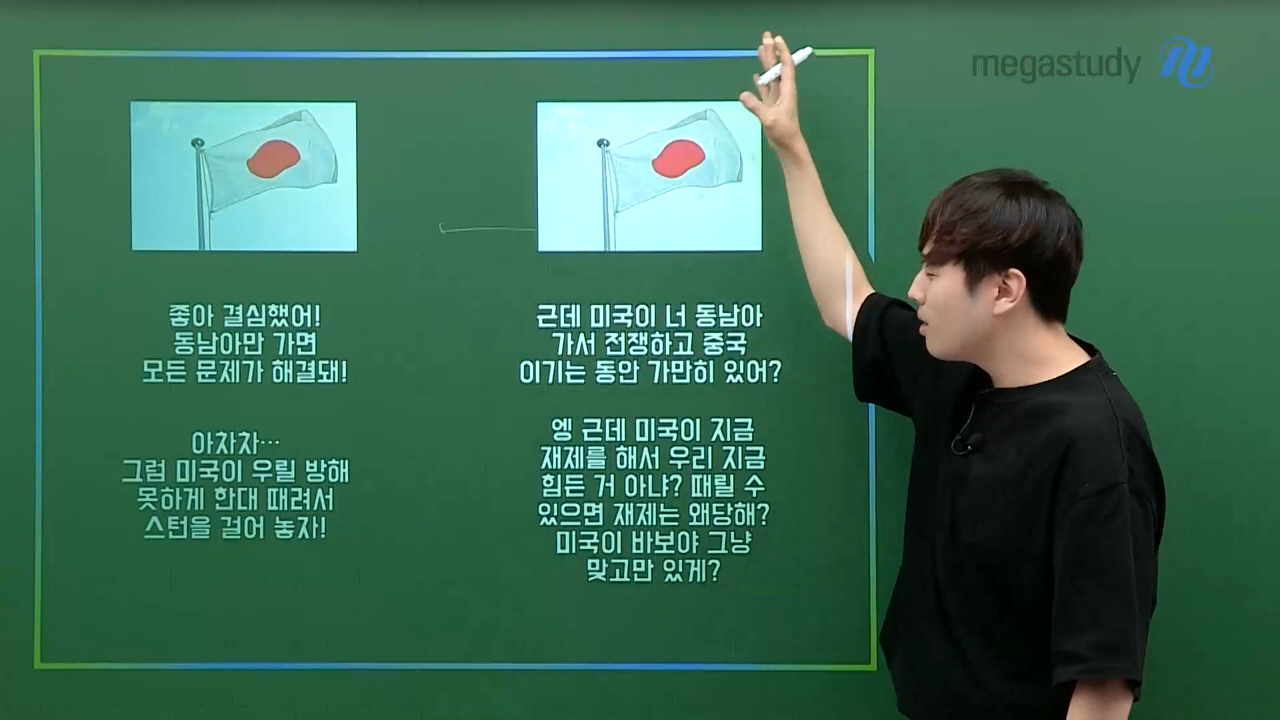 megastudy
좋아 결심했어!
동남아만 가면
모든 문제가 해결돼!
아차차…
그럼 미국이 우릴 방해
못하게 한대 때려서
스턴을 걸어 놓자!
근데 미국이 너 동남아
가서 전쟁하고 중국
이기는 동안 가만히 있어?
엥 근데 미국이 지금
재제를 해서 우리 지금
힘든 거 아냐? 때릴 수
있으면 재제는 왜당해?
미국이 바보야 그냥
맞고만 있게?